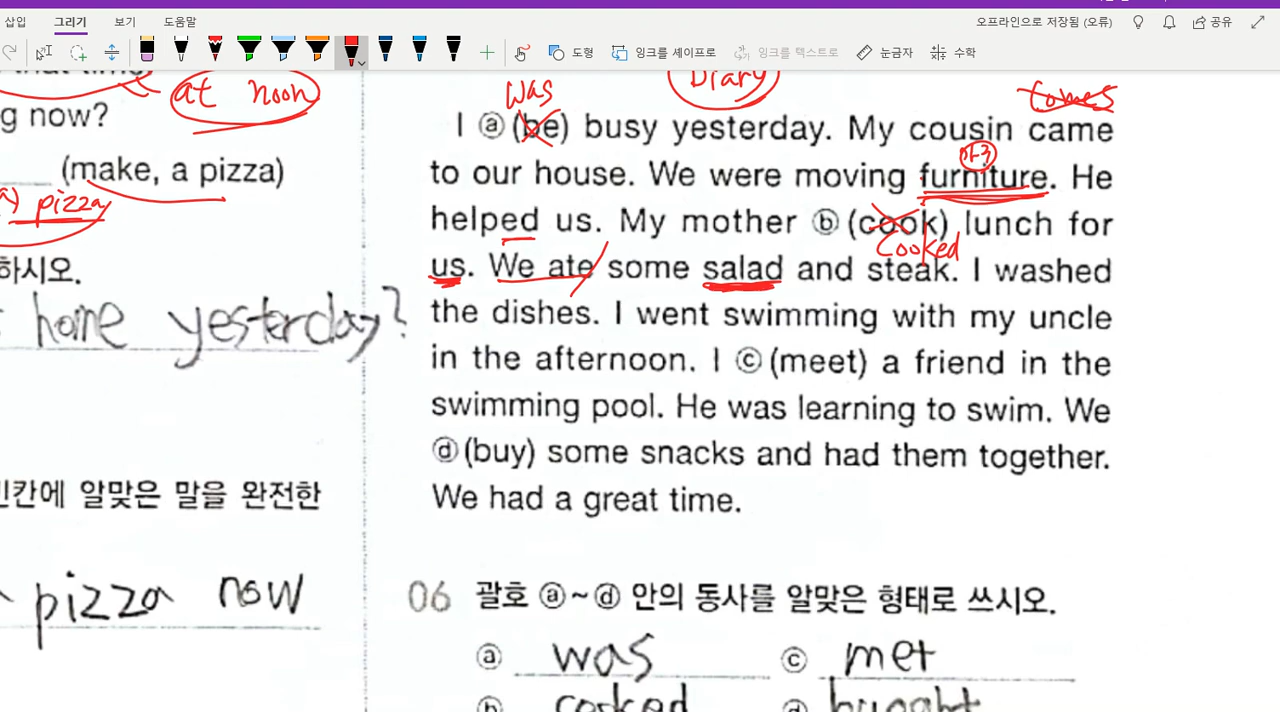 삽입 그리기 보기 도움말 오프라인으로 저장됨 (오류) 공유
도형 잉크를 셰이프로 잉크를 텍스트로 눈금자 수학
that time
at noon
g now?
(make, a pizza)
a) pizza
하시오.
home yesterday?
빈칸에 알맞은 말을 완전한
pizza now
Diary
was
comes
I ⓐ (be) busy yesterday. My cousin came
to our house. We were moving furniture. He
helped us. My mother ⓑ (cook) lunch for
cooked
us. We ate some salad and steak. I washed
the dishes. I went swimming with my uncle
in the afternoon. I ⓒ (meet) a friend in the
swimming pool. He was learning to swim. We
ⓓ (buy) some snacks and had them together.
We had a great time.
06 괄호 ⓐ~ⓓ 안의 동사를 알맞은 형태로 쓰시오.
ⓐ was ⓒ met
ⓑ cooked ⓓ bought